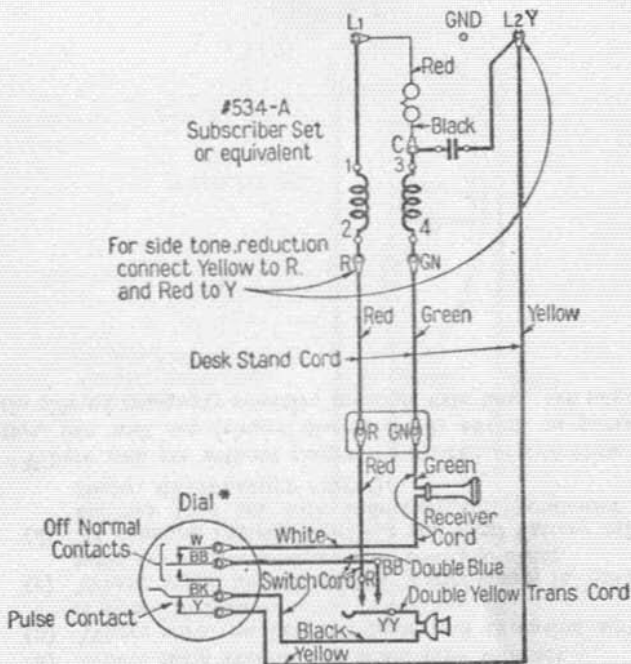 L1
GND
L2 Y
Red
#534-A
Subscriber Set
or equivalent
Black
C
1
3
2
4
For side tone reduction
connect Yellow to R.
and Red to Y
R
GN
Red
Green
Yellow
Desk Stand Cord
R GN
Red
Green
Dial *
Receiver
Cord
Off Normal
Contacts
W
White
BB
BB
Double Blue
Switch Cord
R
Double Yellow Trans Cord
BK
Pulse Contact
Y
YY
Black
Yellow